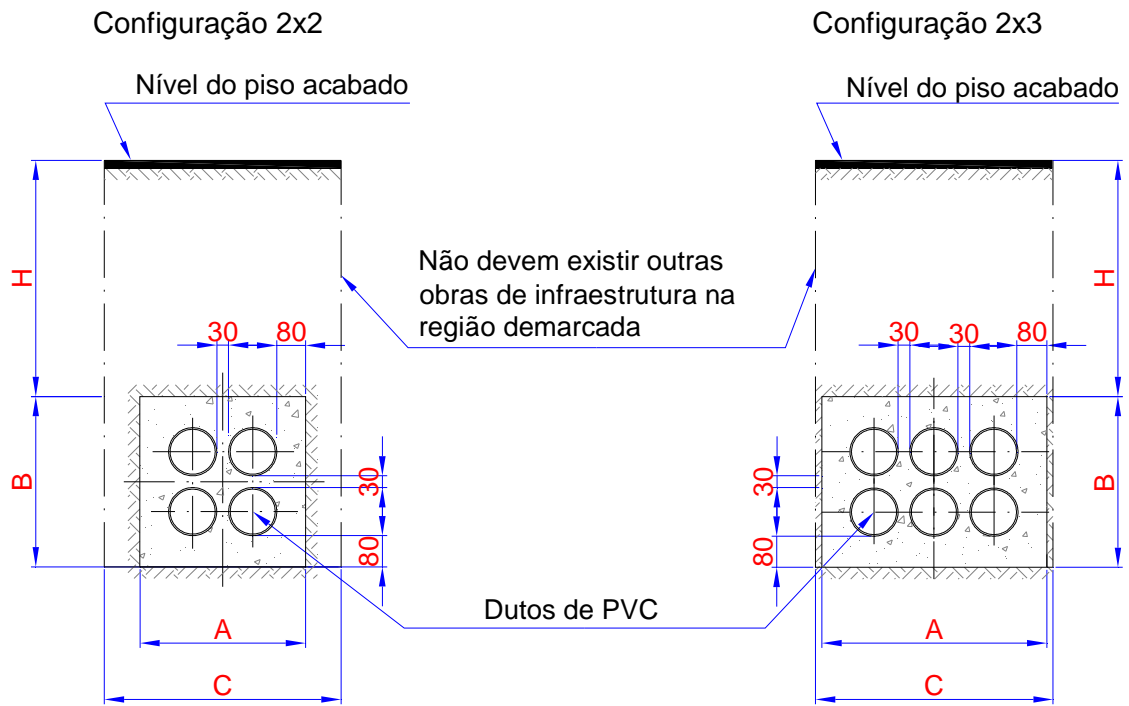 Configuração 2x2
Configuração 2x3
Nível do piso acabado
Nível do piso acabado
H
H
Não devem existir outras
obras de infraestrutura na
região demarcada
30
80
30
30
80
B
30
80
30
80
B
Dutos de PVC
A
A
C
C